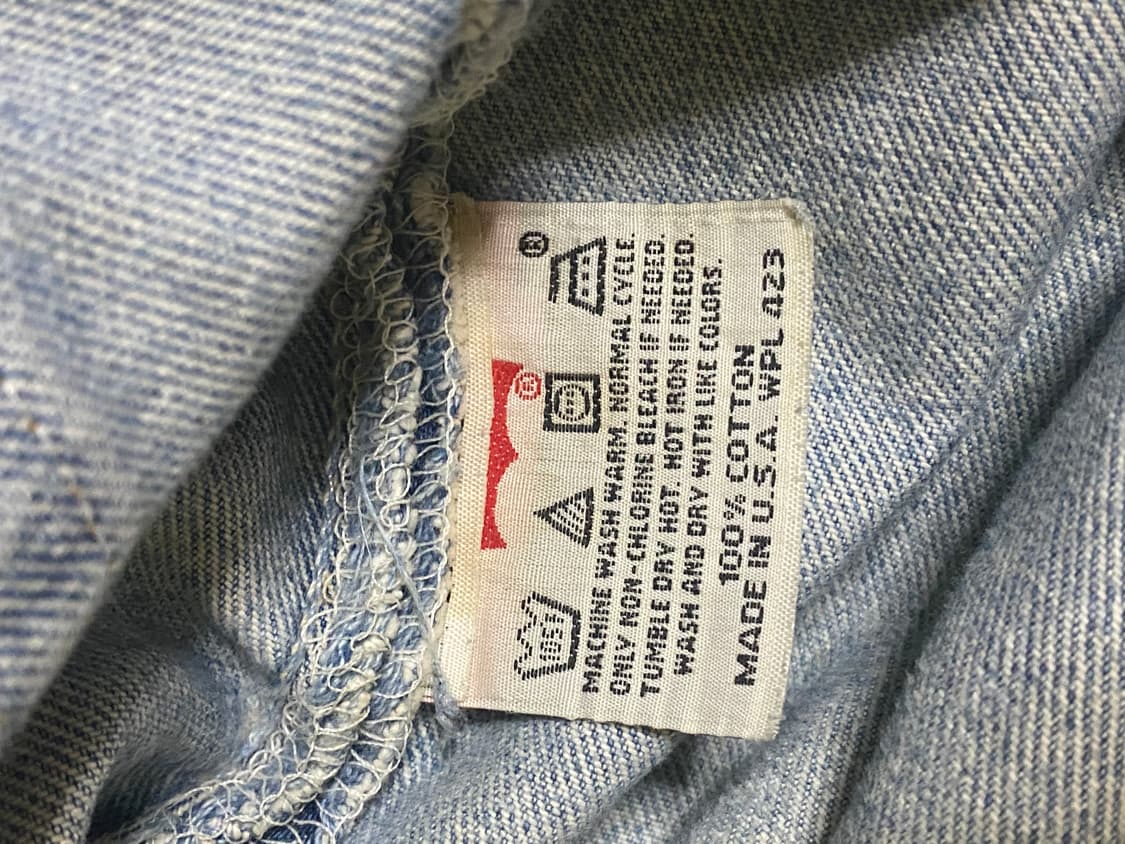 ®
®
MACHINE WASH WARM. NORMAL CYCLE.
ONLY NON-CHLORINE BLEACH IF NEEDED.
TUMBLE DRY HOT. HOT IRON IF NEEDED.
WASH AND DRY WITH LIKE COLORS.
100% COTTON
MADE IN U.S.A. WPL 423